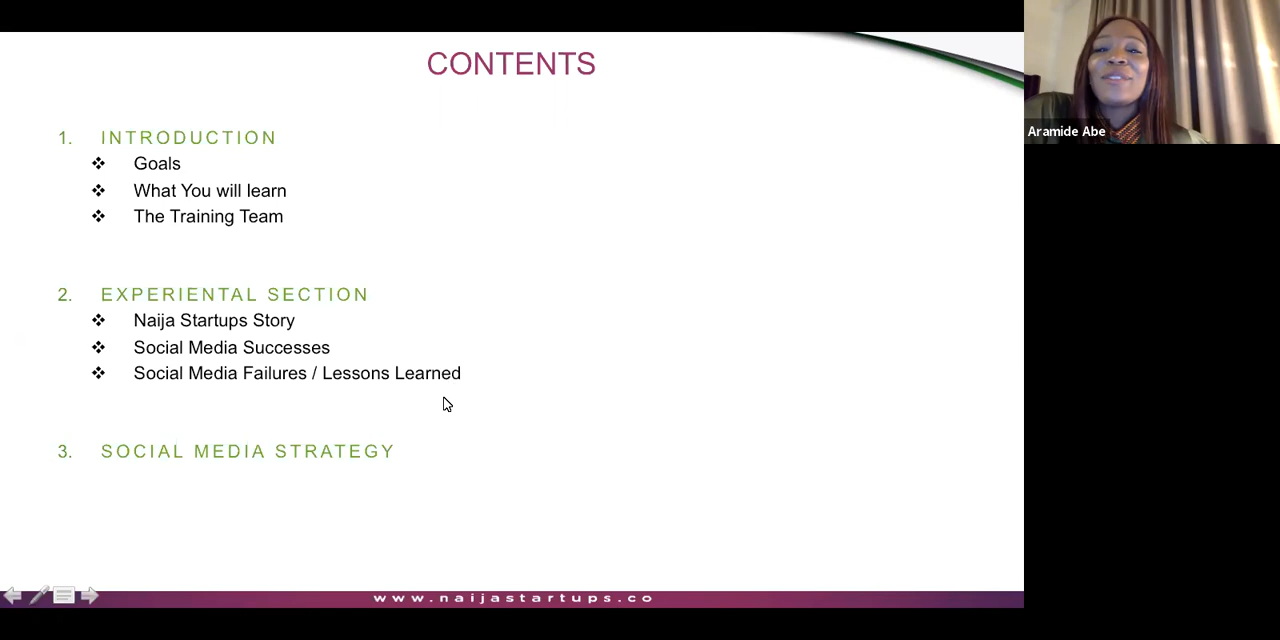 CONTENTS
1. INTRODUCTION
❖ Goals
❖ What You will learn
❖ The Training Team
2. EXPERIENTAL SECTION
❖ Naija Startups Story
❖ Social Media Successes
❖ Social Media Failures / Lessons Learned
3. SOCIAL MEDIA STRATEGY
www.naijastartups.co
Aramide Abe